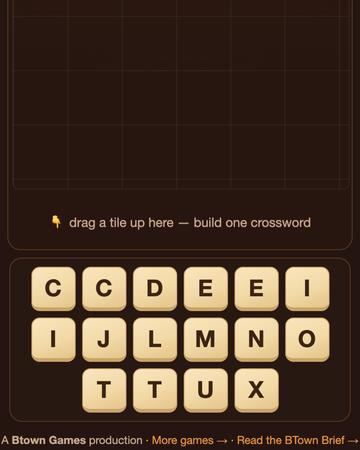 👇 drag a tile up here — build one crossword
C C D E E I
I J L M N O
T T U X
A Btown Games production · More games → · Read the BTown Brief →